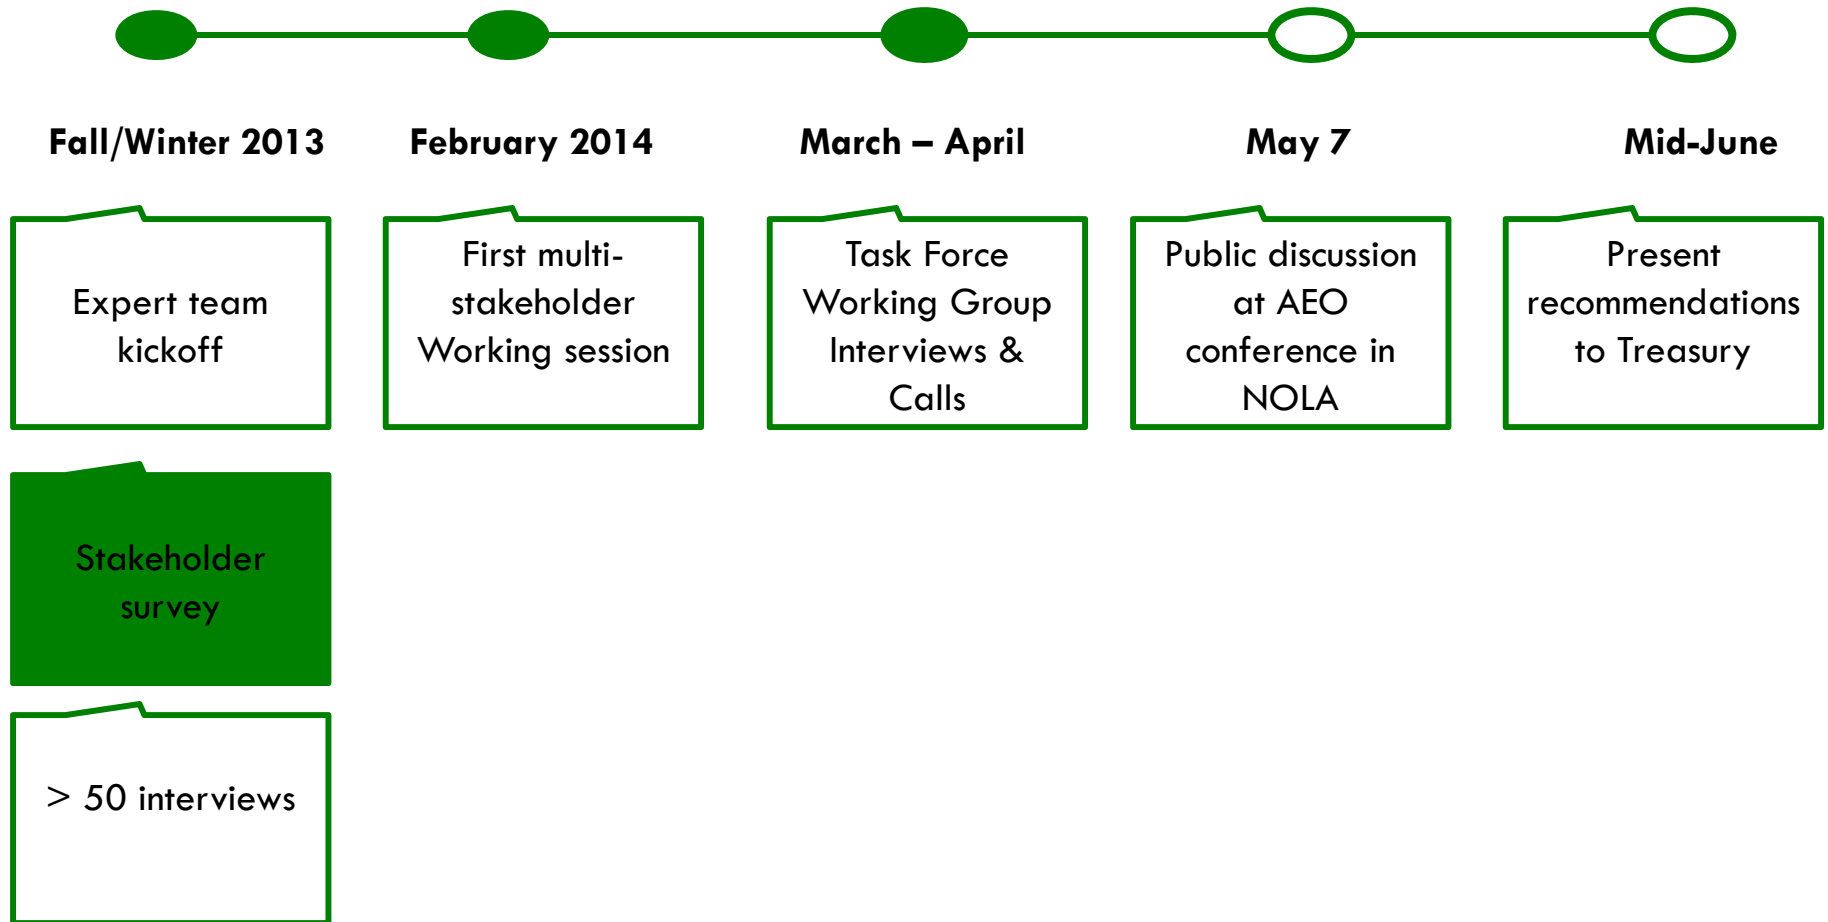 Fall/Winter 2013
February 2014
March – April
May 7
Mid-June
Expert team
kickoff
First multi-
stakeholder
Working session
Task Force
Working Group
Interviews &
Calls
Public discussion
at AEO
conference in
NOLA
Present
recommendations
to Treasury
Stakeholder
survey
> 50 interviews